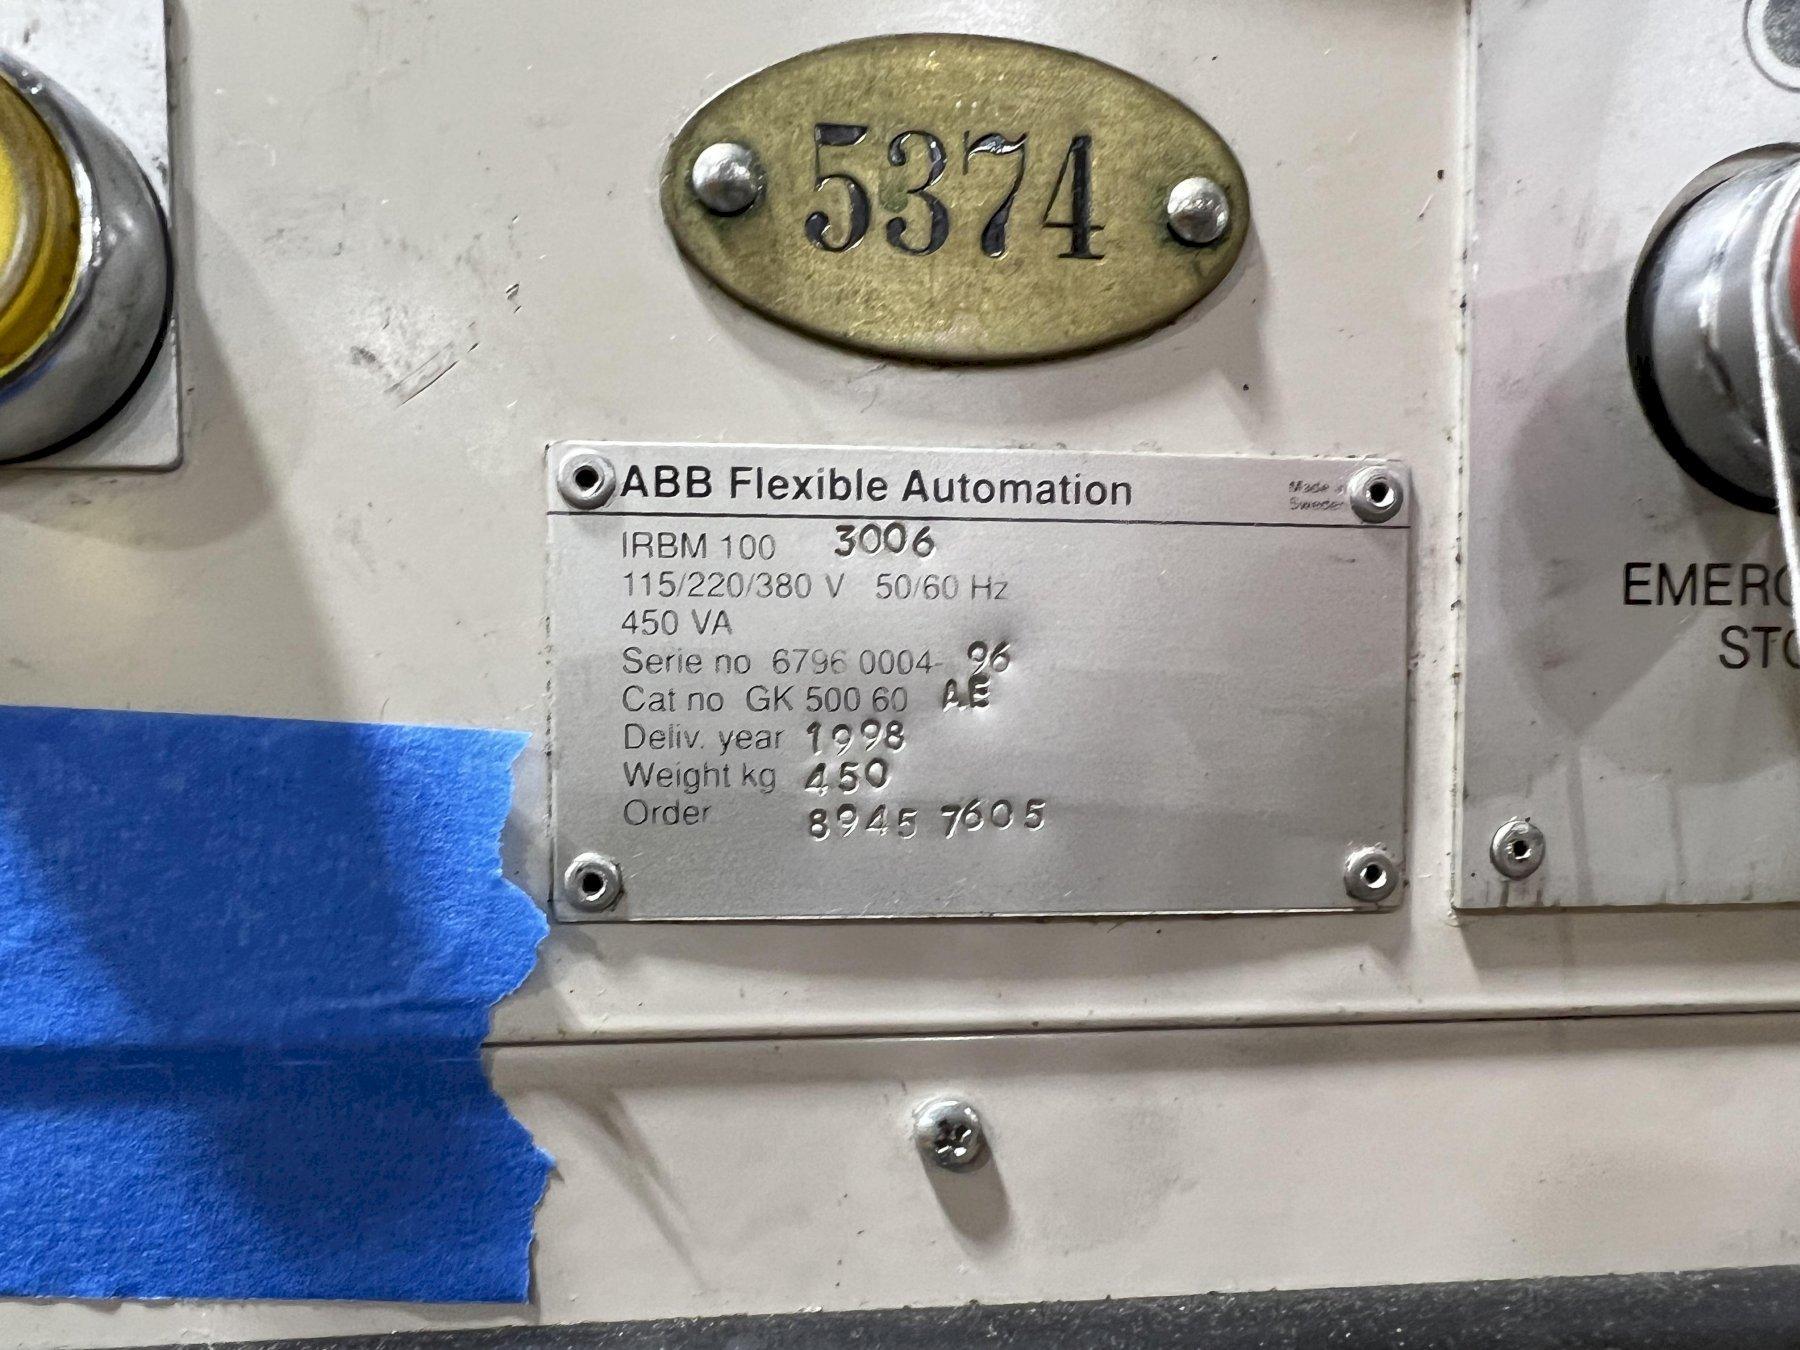 5374
ABB Flexible Automation
Made in
Sweden
IRBM 100 3006
115/220/380 V 50/60 Hz
450 VA
Serie no 6796 0004- 96
Cat no GK 500 60 AE
Deliv. year 1998
Weight kg 450
Order 8945 7605
EMERG
STO